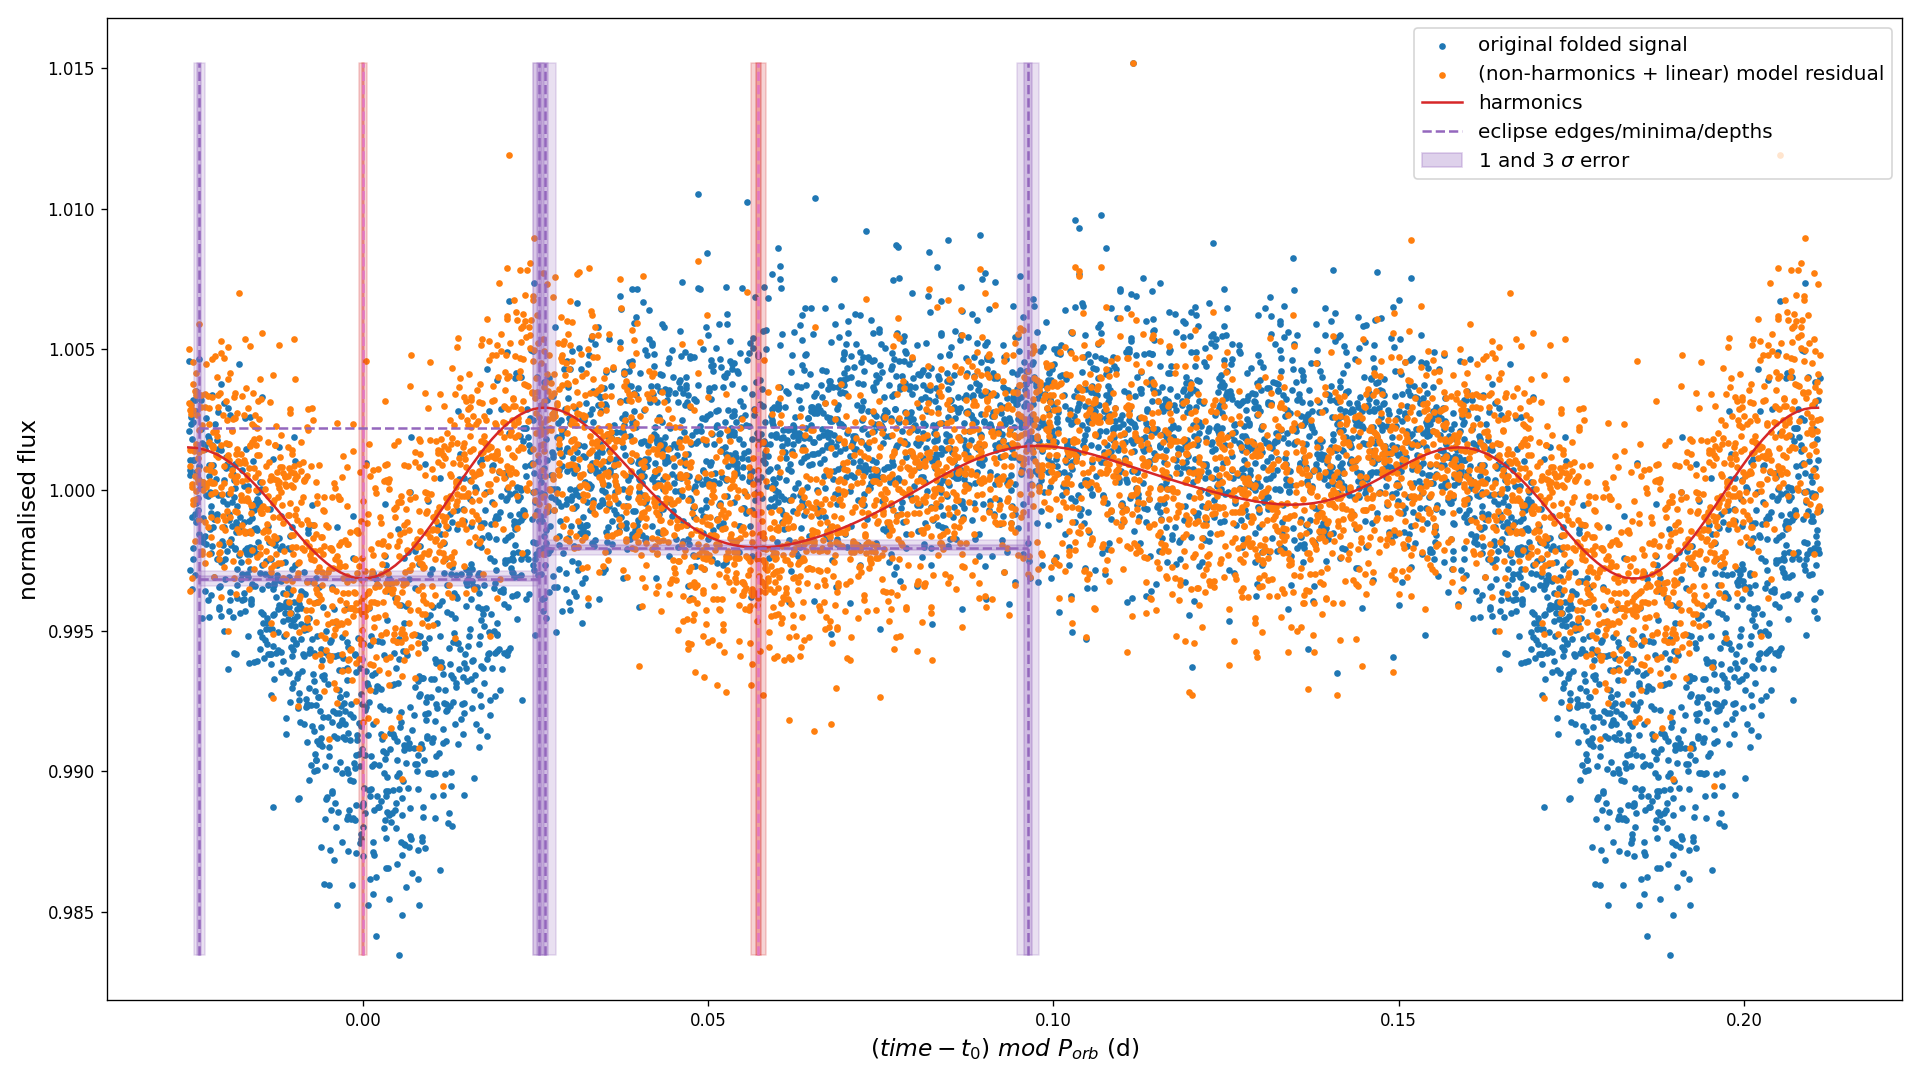 original folded signal
(non-harmonics + linear) model residual
harmonics
eclipse edges/minima/depths
1 and 3 σ error
normalised flux
1.015
1.010
1.005
1.000
0.995
0.990
0.985
0.00 0.05 0.10 0.15 0.20
(time − t₀) mod Pₒᵣb (d)